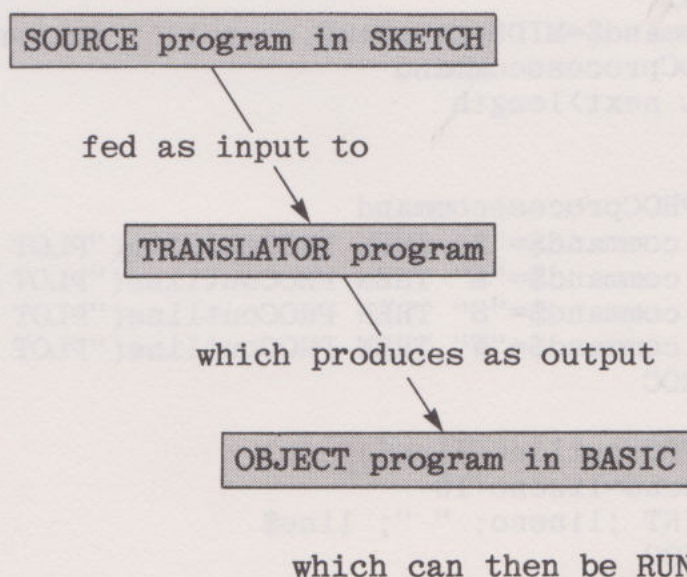 SOURCE program in SKETCH
fed as input to
TRANSLATOR program
which produces as output
OBJECT program in BASIC
which can then be RUN